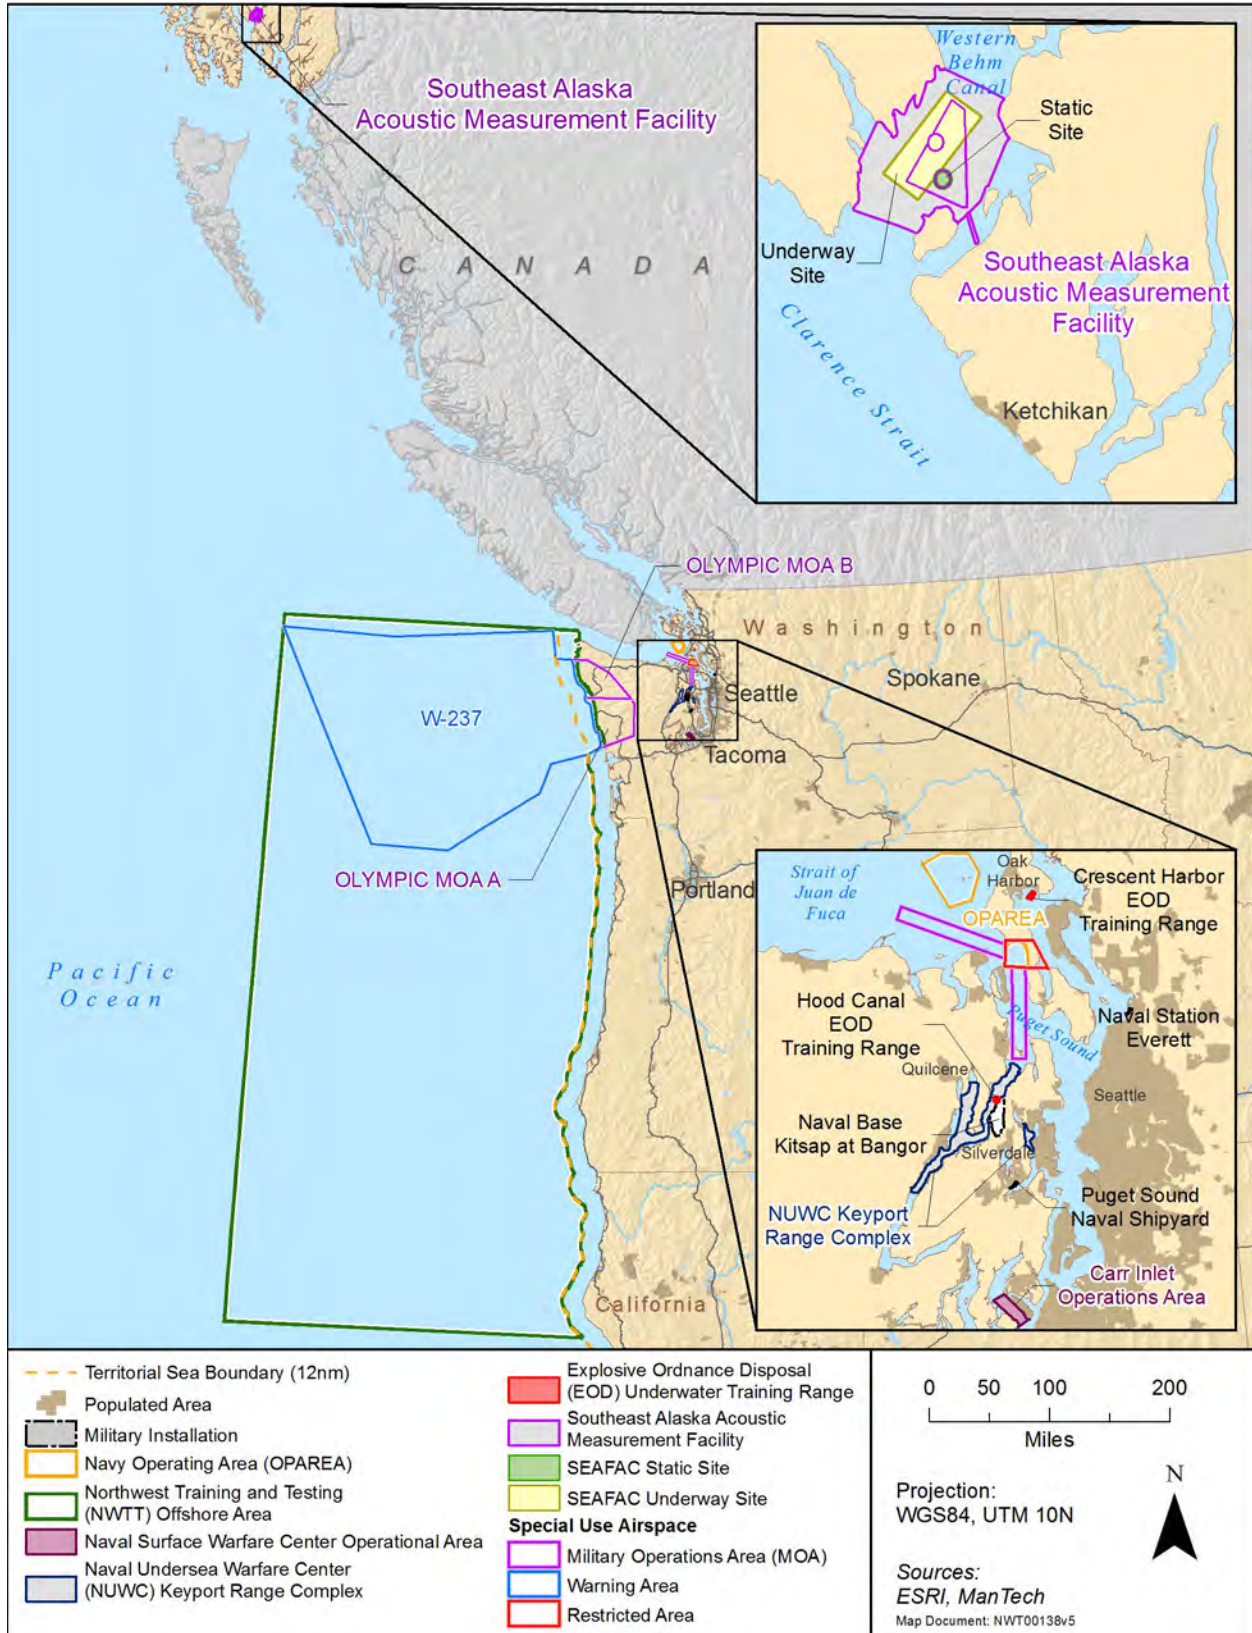 Southeast Alaska
Acoustic Measurement Facility
CANADA
Western
Behm
Canal
Static
Site
Underway
Site
Southeast Alaska
Acoustic Measurement
Facility
Clarence Strait
Ketchikan
OLYMPIC MOA B
Washington
Spokane
Seattle
W-237
Tacoma
OLYMPIC MOA A
Portland
Pacific
Ocean
California
Strait of
Juan de
Fuca
Oak
Harbor
Crescent Harbor
EOD
Training Range
OPAREA
Hood Canal
EOD
Training Range
Puget Sound
Naval Station
Everett
Quilcene
Seattle
Naval Base
Kitsap at Bangor
Silverdale
NUWC Keyport
Range Complex
Puget Sound
Naval Shipyard
Carr Inlet
Operations Area
Territorial Sea Boundary (12nm)
Populated Area
Military Installation
Navy Operating Area (OPAREA)
Northwest Training and Testing
(NWTT) Offshore Area
Naval Surface Warfare Center Operational Area
Naval Undersea Warfare Center
(NUWC) Keyport Range Complex
Explosive Ordnance Disposal
(EOD) Underwater Training Range
Southeast Alaska Acoustic
Measurement Facility
SEAFAC Static Site
SEAFAC Underway Site
Special Use Airspace
Military Operations Area (MOA)
Warning Area
Restricted Area
0 50 100 200
Miles
N
Projection:
WGS84, UTM 10N
Sources:
ESRI, ManTech
Map Document: NWT00138v5